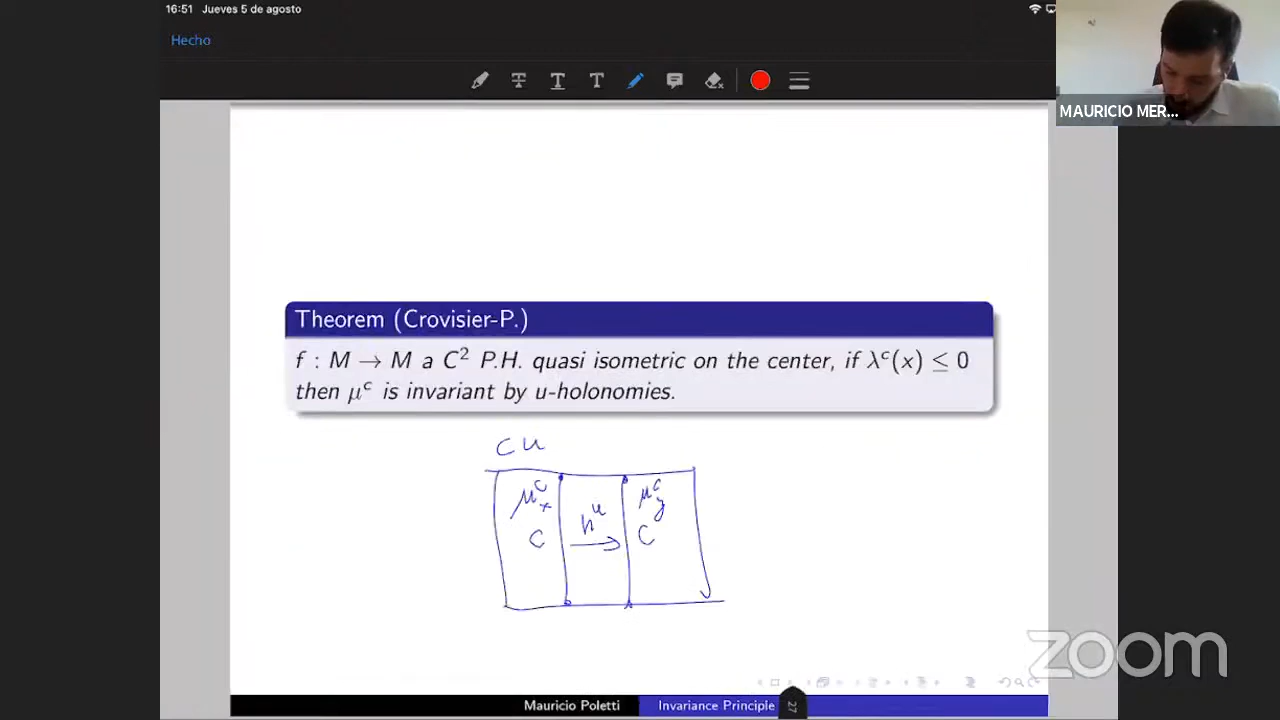 16:51 Jueves 5 de agosto
Hecho
T T T
MAURICIO MER...
Theorem (Crovisier-P.)
f : M → M a C² P.H. quasi isometric on the center, if λᶜ(x) ≤ 0
then μᶜ is invariant by u-holonomies.
cu
μᶜₓ hᵘ μᶜᵧ
C C
zoom
Mauricio Poletti Invariance Principle 27